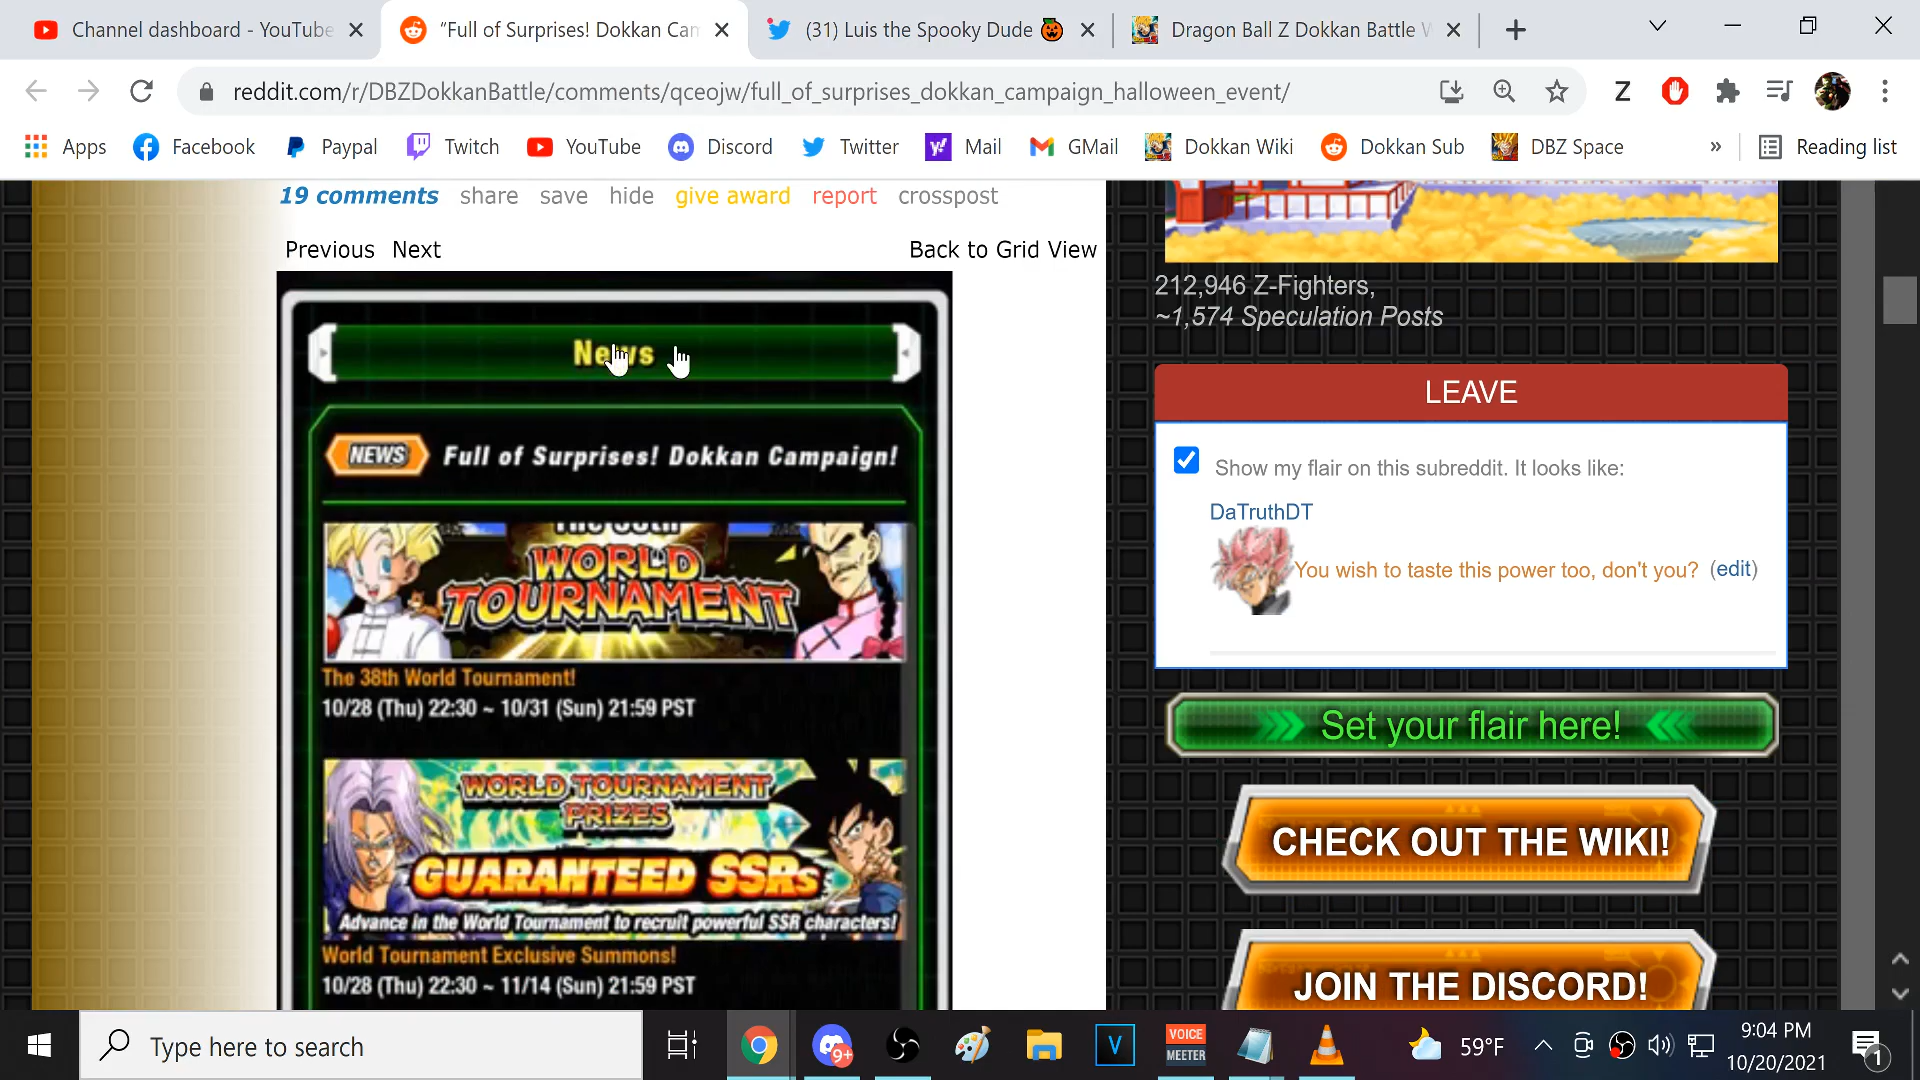 Channel dashboard - YouTube
"Full of Surprises! Dokkan Can
(31) Luis the Spooky Dude 🎃
Dragon Ball Z Dokkan Battle W
reddit.com/r/DBZDokkanBattle/comments/qceojw/full_of_surprises_dokkan_campaign_halloween_event/
Apps Facebook Paypal Twitch YouTube Discord Twitter Mail GMail Dokkan Wiki Dokkan Sub DBZ Space » Reading list
19 comments share save hide give award report crosspost
Previous Next Back to Grid View
News
NEWS Full of Surprises! Dokkan Campaign!
The 38th
WORLD
TOURNAMENT
The 38th World Tournament!
10/28 (Thu) 22:30 ~ 10/31 (Sun) 21:59 PST
WORLD TOURNAMENT
PRIZES
GUARANTEED SSRs
Advance in the World Tournament to recruit powerful SSR characters!
World Tournament Exclusive Summons!
10/28 (Thu) 22:30 ~ 11/14 (Sun) 21:59 PST
212,946 Z-Fighters,
~1,574 Speculation Posts
LEAVE
Show my flair on this subreddit. It looks like:
DaTruthDT
You wish to taste this power too, don't you? (edit)
Set your flair here!
CHECK OUT THE WIKI!
JOIN THE DISCORD!
Type here to search
9+
V
VOICE
MEETER
59°F
9:04 PM
10/20/2021
1